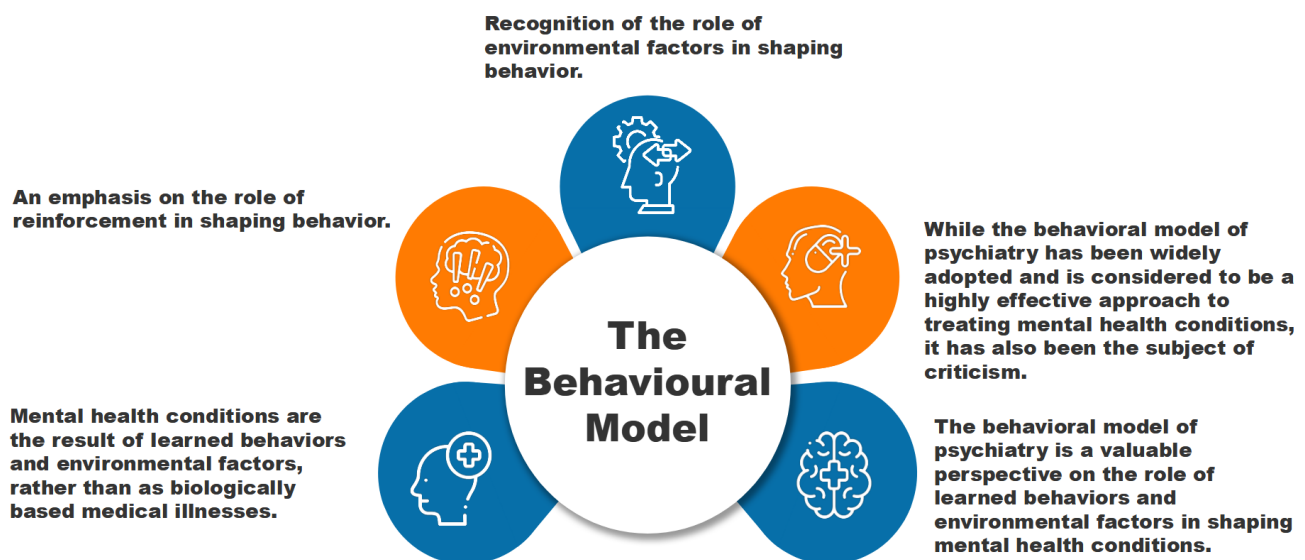 Recognition of the role of
environmental factors in shaping
behavior.
An emphasis on the role of
reinforcement in shaping behavior.
While the behavioral model of
psychiatry has been widely
adopted and is considered to be a
highly effective approach to
treating mental health conditions,
it has also been the subject of
criticism.
The
Behavioural
Model
Mental health conditions are
the result of learned behaviors
and environmental factors,
rather than as biologically
based medical illnesses.
The behavioral model of
psychiatry is a valuable
perspective on the role of
learned behaviors and
environmental factors in shaping
mental health conditions.